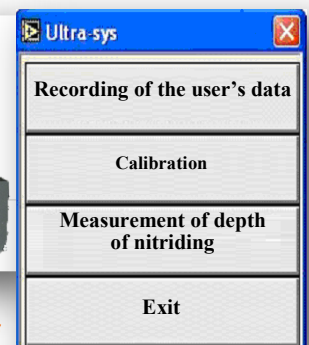 Ultra-sys
Recording of the user's data
Calibration
Measurement of depth
of nitriding
Exit